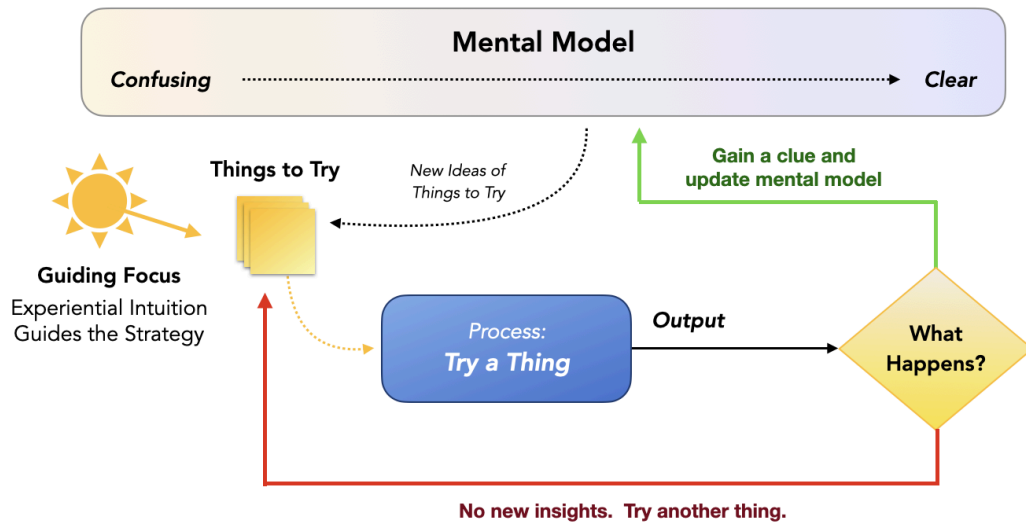 Mental Model
Confusing
Clear
Things to Try
New Ideas of
Things to Try
Gain a clue and
update mental model
Guiding Focus
Experiential Intuition
Guides the Strategy
Process:
Try a Thing
Output
What
Happens?
No new insights.  Try another thing.